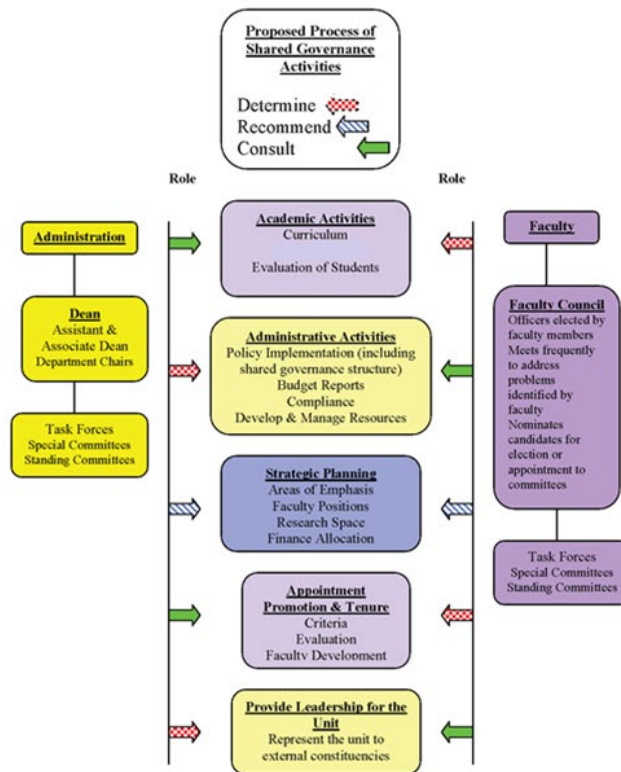 Proposed Process of
Shared Governance
Activities
Determine
Recommend
Consult
Role
Role
Administration
Dean
Assistant &
Associate Dean
Department Chairs
Task Forces
Special Committees
Standing Committees
Academic Activities
Curriculum
Evaluation of Students
Administrative Activities
Policy Implementation (including
shared governance structure)
Budget Reports
Compliance
Develop & Manage Resources
Strategic Planning
Areas of Emphasis
Faculty Positions
Research Space
Finance Allocation
Appointment
Promotion & Tenure
Criteria
Evaluation
Faculty Development
Provide Leadership for the
Unit
Represent the unit to
external constituencies
Faculty
Faculty Council
Officers elected by
faculty members
Meets frequently
to address
problems
identified by
faculty
Nominates
candidates for
election or
appointment to
committees
Task Forces
Special Committees
Standing Committees